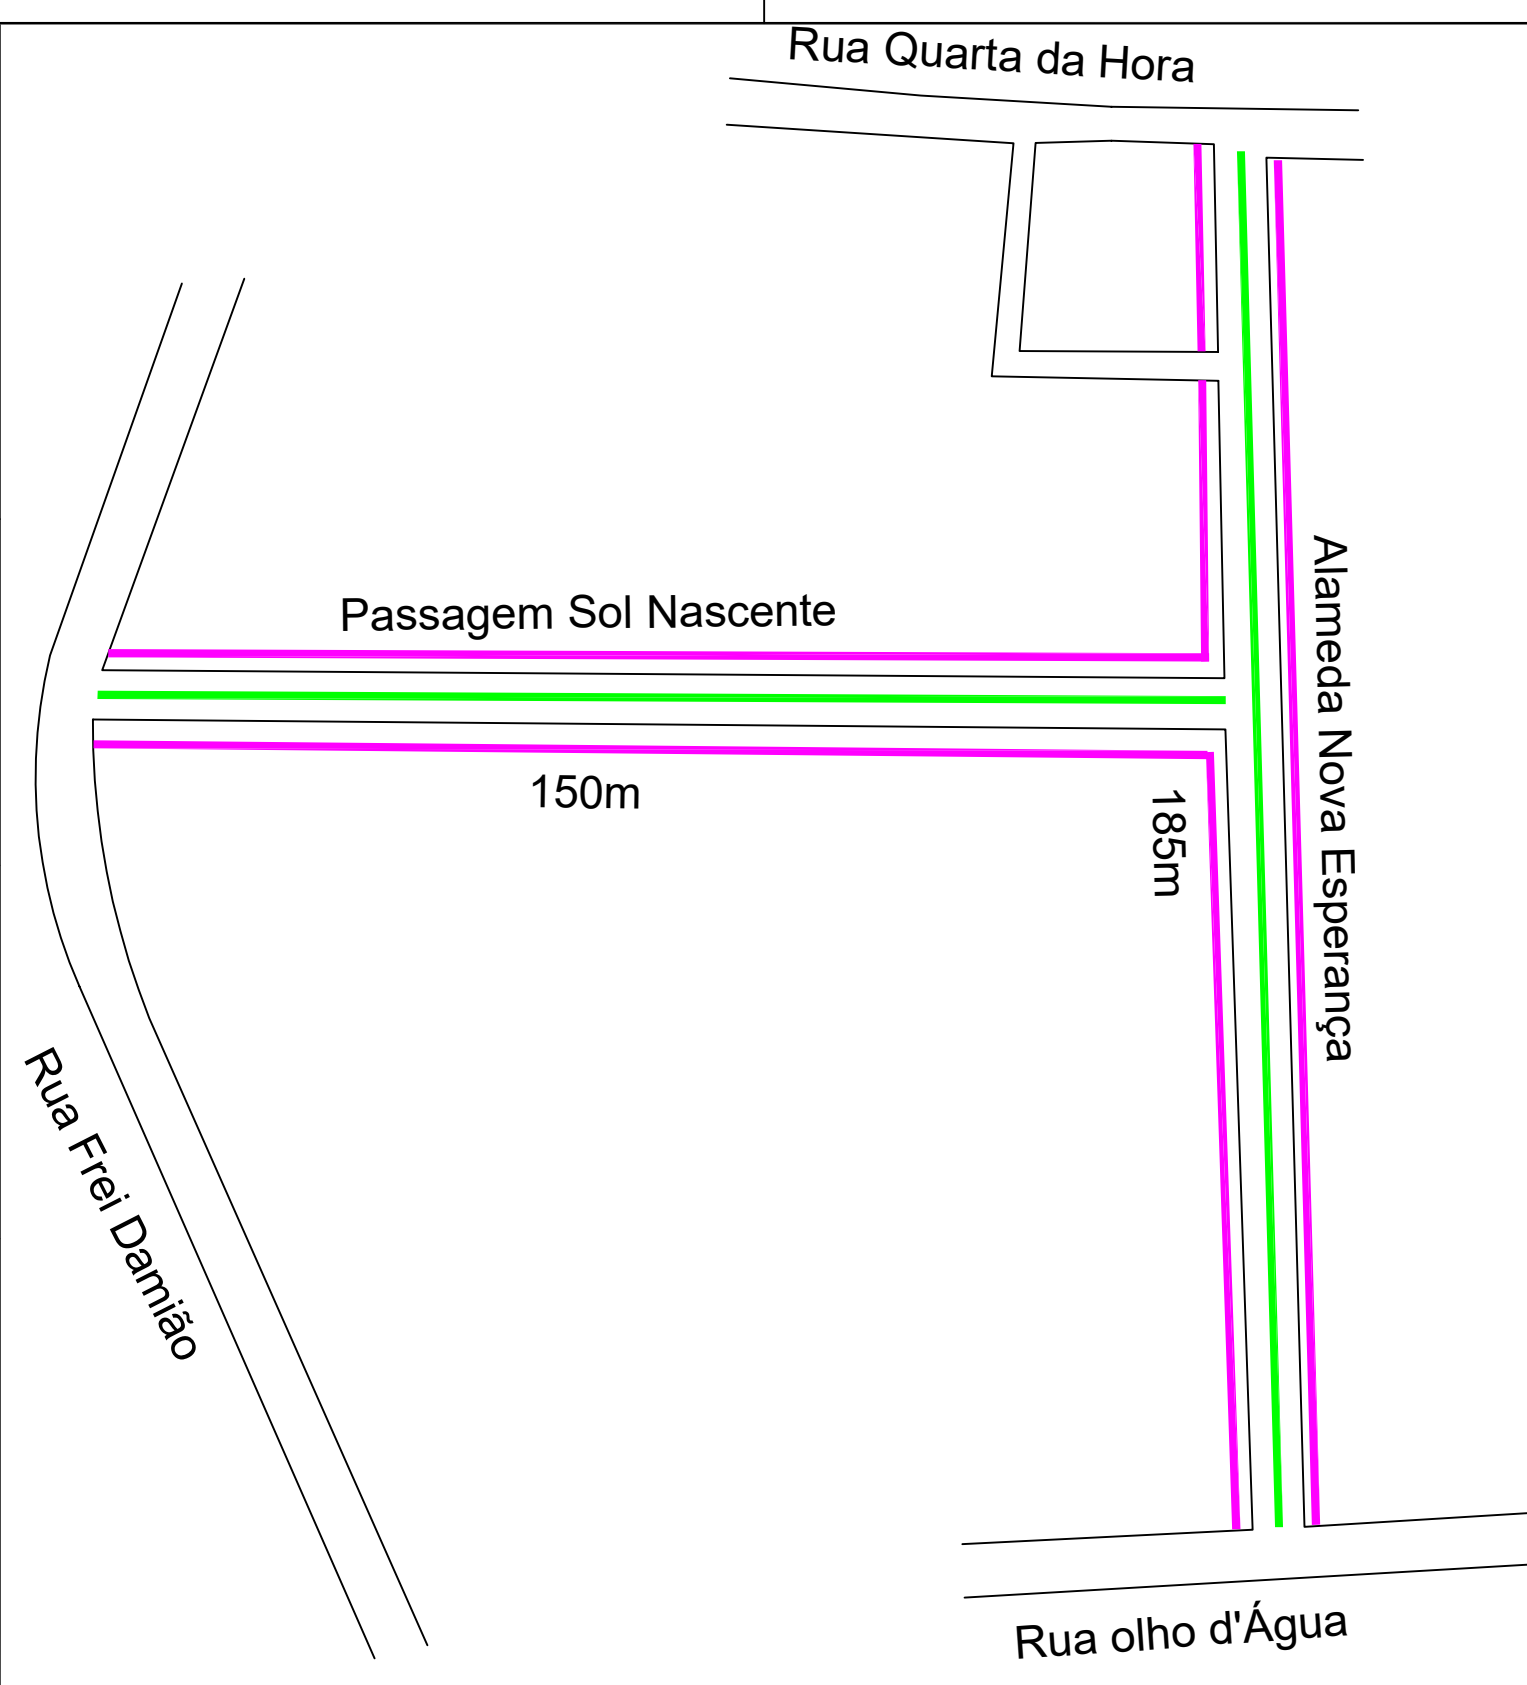 Rua Quarta da Hora
Passagem Sol Nascente
Alameda Nova Esperança
150m
185m
Rua Frei Damião
Rua olho d'Água